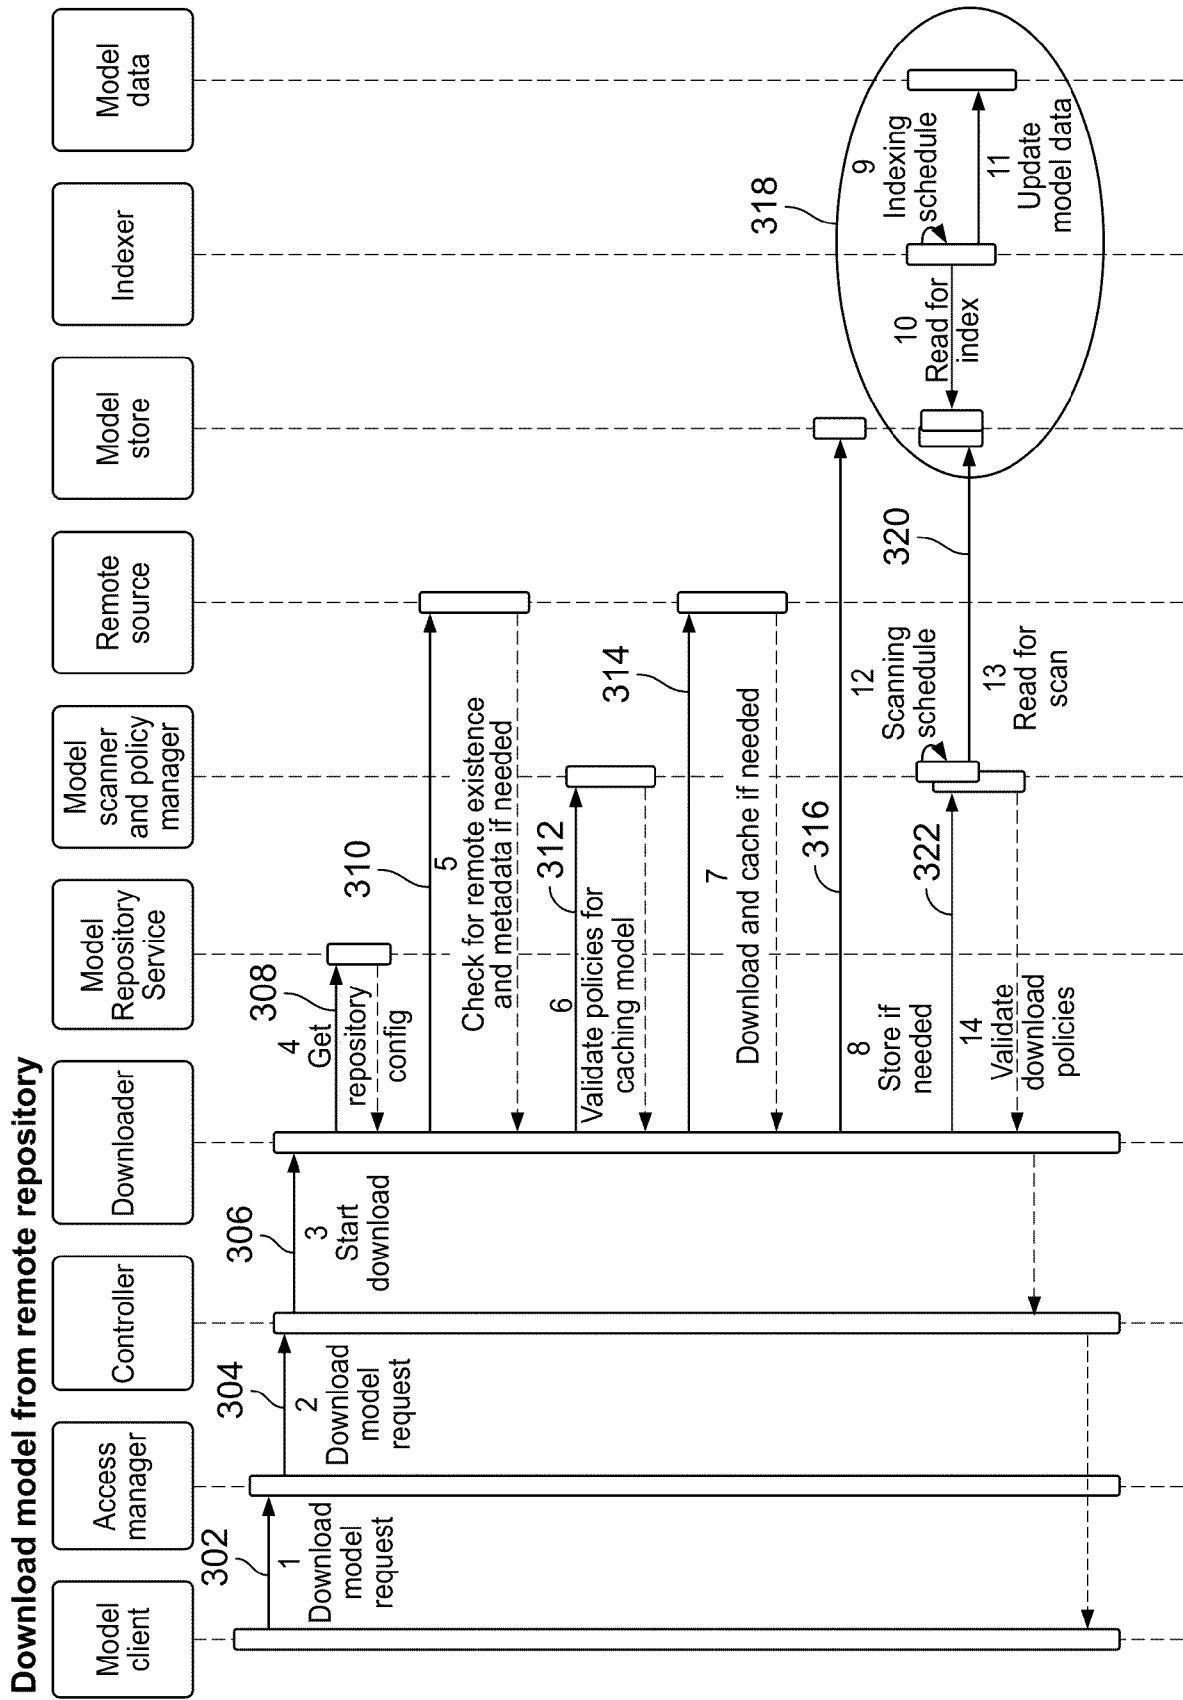 Download model from remote repository
Model
client
Access
manager
Controller
Downloader
Model
Repository
Service
Model
scanner
and policy
manager
Remote
source
Model
store
Indexer
Model
data
302
1
Download
model
request
304
2
Download
model
request
306
3
Start
download
308
4
Get
repository
config
310
5
Check for remote existence
and metadata if needed
312
6
Validate policies for
caching model
314
7
Download and cache if needed
316
8
Store if
needed
318
9
Indexing
schedule
10
Read for
index
11
Update
model data
12
Scanning
schedule
320
13
Read for
scan
322
14
Validate
download
policies